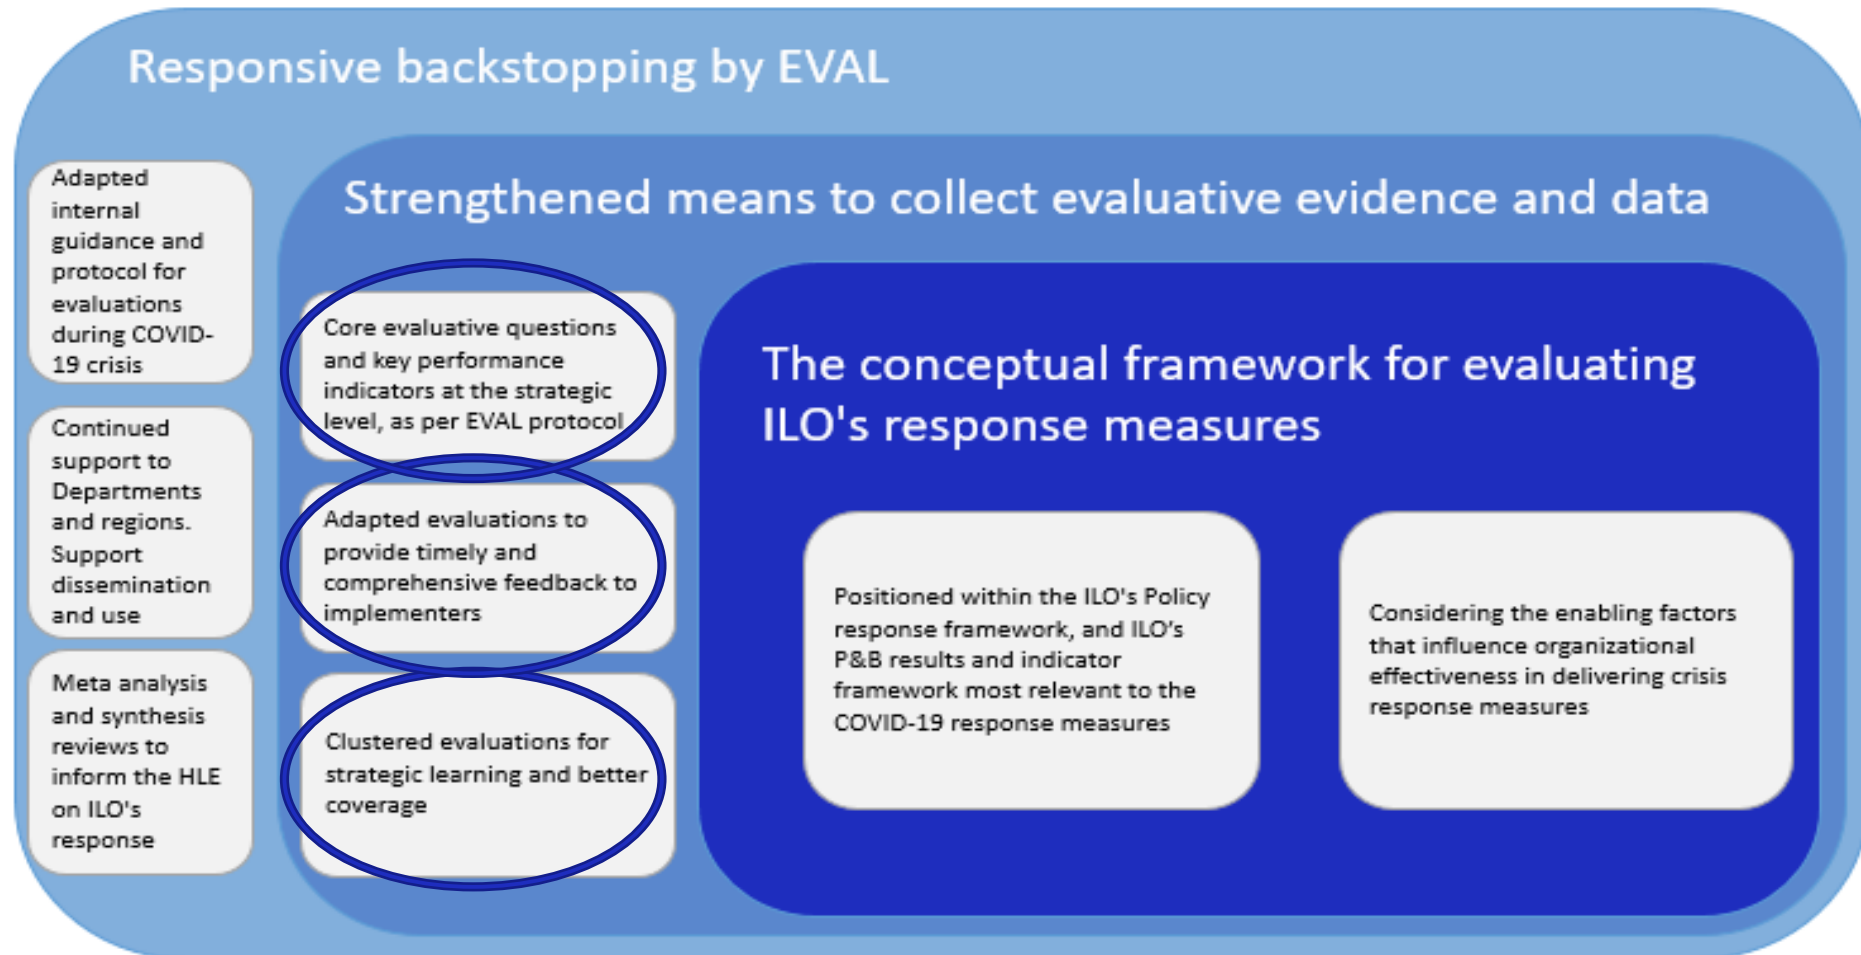 Responsive backstopping by EVAL
Adapted
internal
guidance and
protocol for
evaluations
during COVID-
19 crisis
Continued
support to
Departments
and regions.
Support
dissemination
and use
Meta analysis
and synthesis
reviews to
inform the HLE
on ILO's
response
Strengthened means to collect evaluative evidence and data
Core evaluative questions
and key performance
indicators at the strategic
level, as per EVAL protocol
Adapted evaluations to
provide timely and
comprehensive feedback to
implementers
Clustered evaluations for
strategic learning and better
coverage
The conceptual framework for evaluating
ILO's response measures
Positioned within the ILO's Policy
response framework, and ILO’s
P&B results and indicator
framework most relevant to the
COVID-19 response measures
Considering the enabling factors
that influence organizational
effectiveness in delivering crisis
response measures